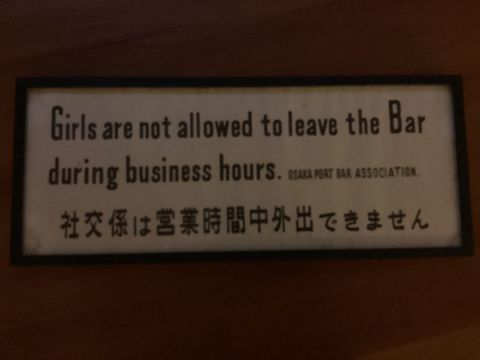 Girls are not allowed to leave the Bar
during business hours. OSAKA PORT BAR ASSOCIATION.
社交係は営業時間中外出できません